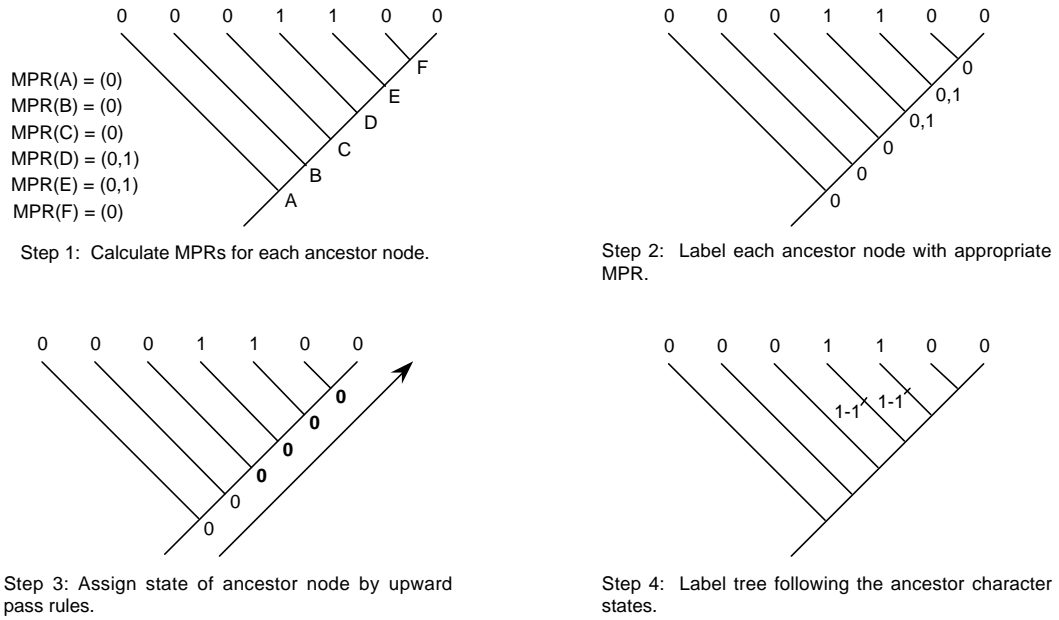 0 0 0 1 1 0 0
MPR(A) = (0)
MPR(B) = (0)
MPR(C) = (0)
MPR(D) = (0,1)
MPR(E) = (0,1)
MPR(F) = (0)
F
E
D
C
B
A
Step 1: Calculate MPRs for each ancestor node.
0 0 0 1 1 0 0
0
0,1
0,1
0
0
0
Step 2: Label each ancestor node with appropriate
MPR.
0 0 0 1 1 0 0
0
0
0
0
0
0
Step 3: Assign state of ancestor node by upward
pass rules.
0 0 0 1 1 0 0
1-1 1-1
Step 4: Label tree following the ancestor character
states.